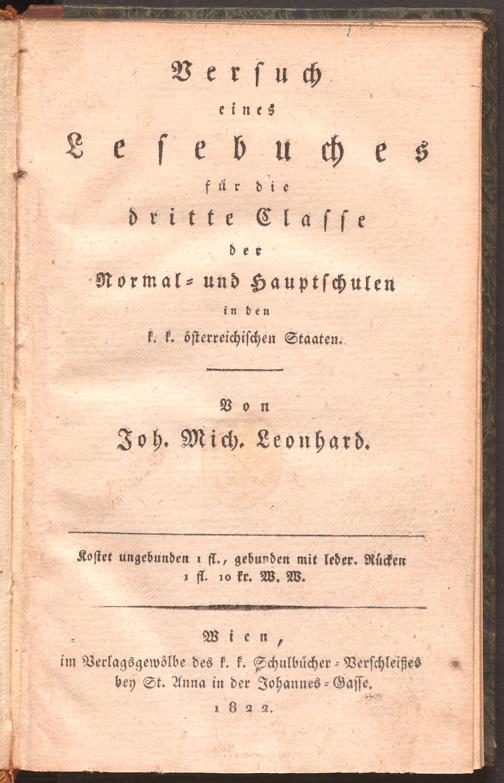 Versuch
eines
Lesebuches
für die
dritte Classe
der
Normal- und Hauptschulen
in den
k. k. österreichischen Staaten.
Von
Joh. Mich. Leonhard.
Kostet ungebunden 1 fl., gebunden mit leder. Rücken
1 fl. 10 kr. W. W.
Wien,
im Verlagsgewölbe des k. k. Schulbücher-Verschleißes
bey St. Anna in der Johannes-Gasse.
1822.